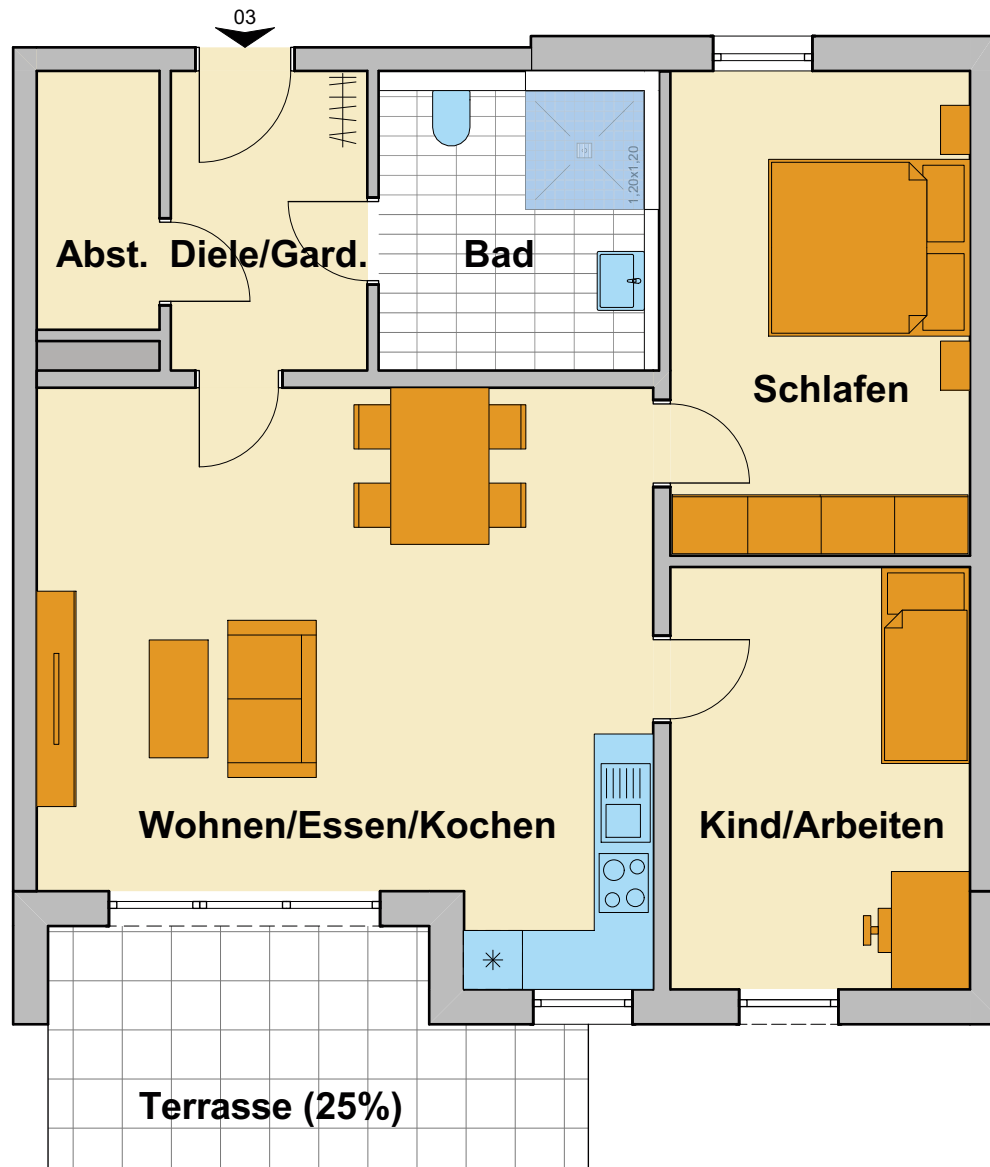 03
1,20x1,20
Abst. Diele/Gard. Bad
Schlafen
Wohnen/Essen/Kochen Kind/Arbeiten
Terrasse (25%)